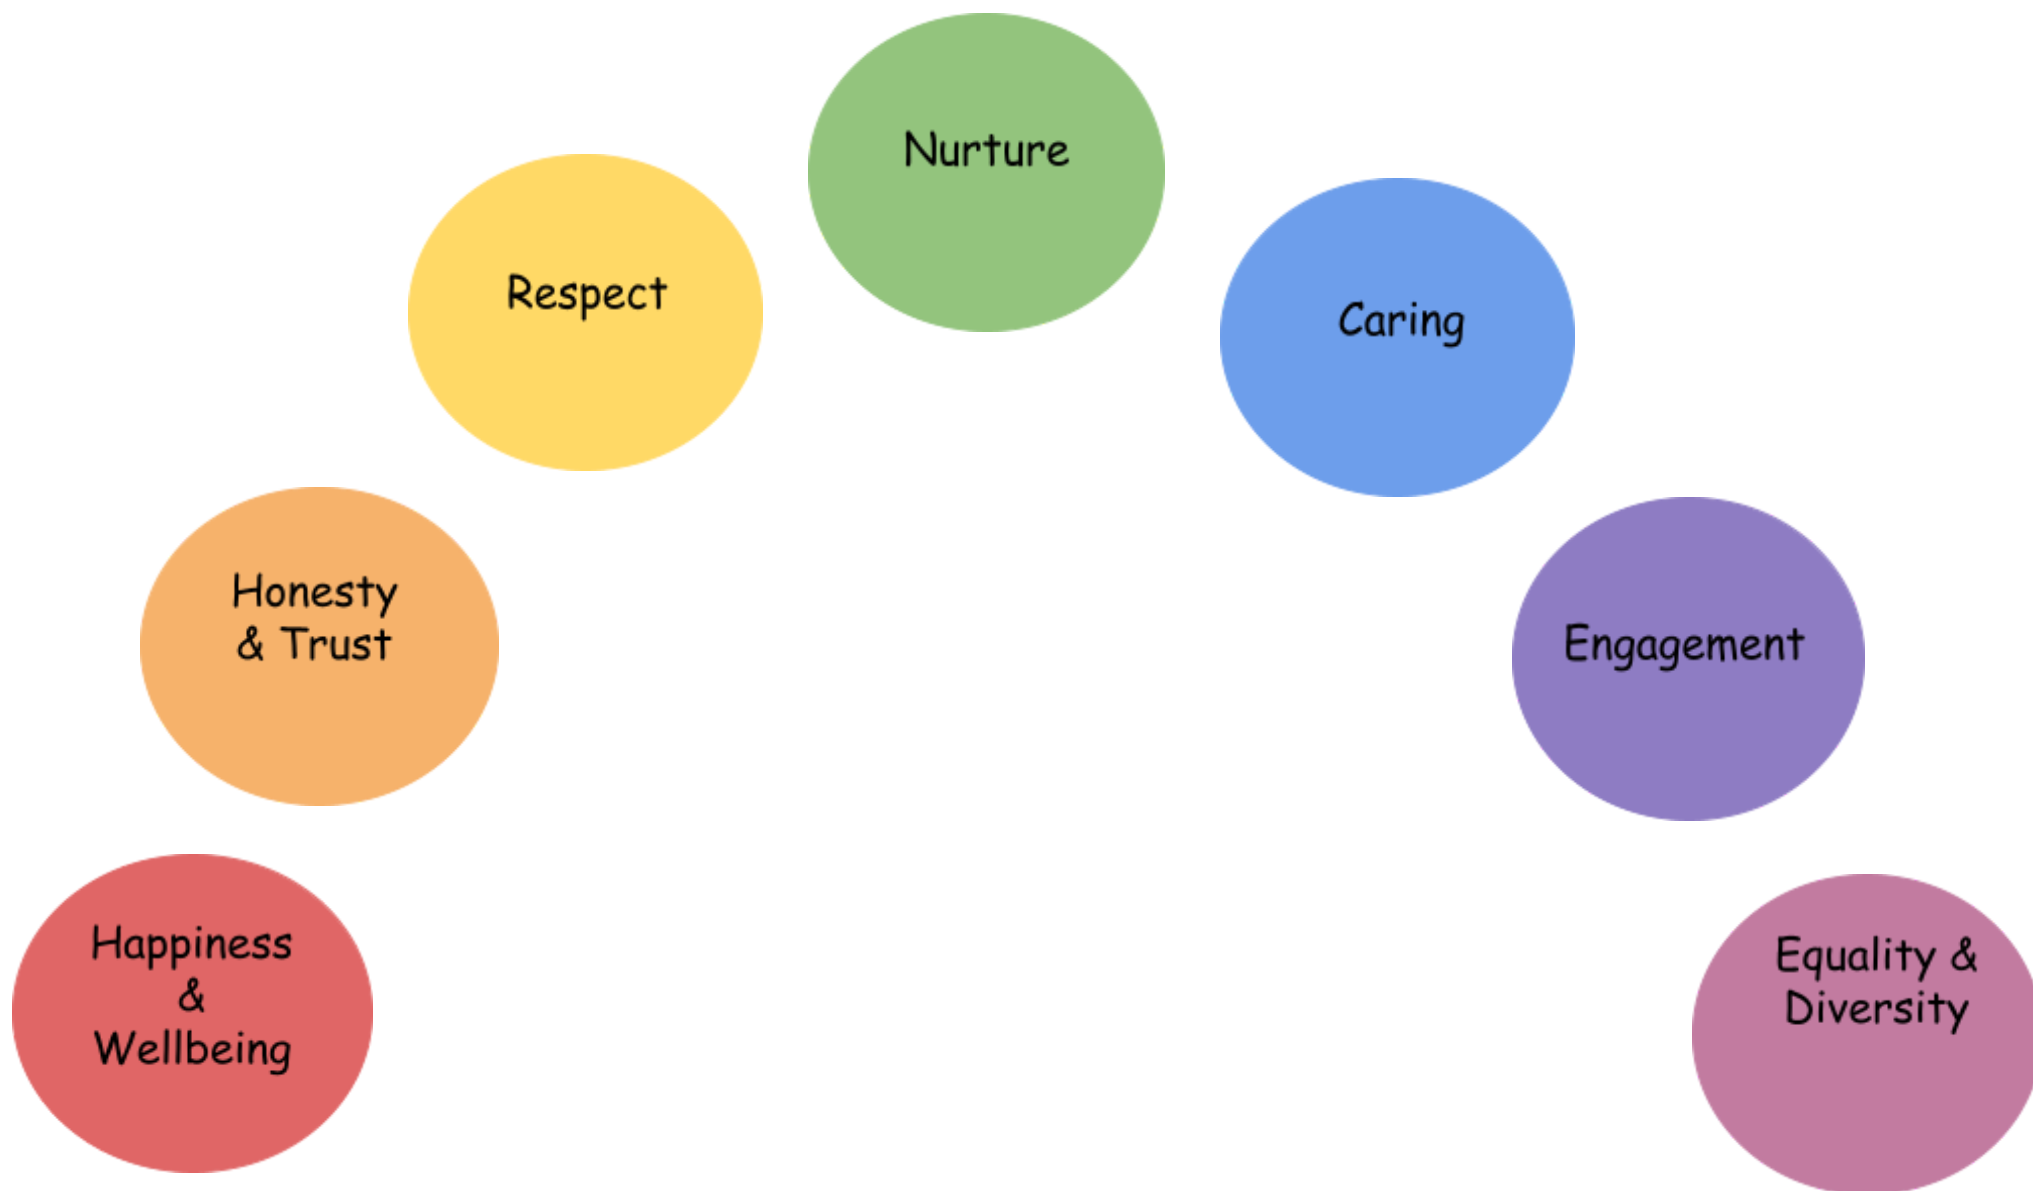 Nurture
Respect
Caring
Honesty
& Trust
Engagement
Happiness
&
Wellbeing
Equality &
Diversity